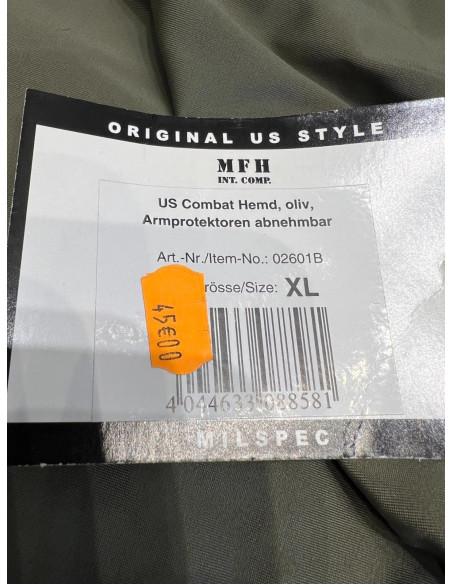 ORIGINAL US STYLE
MFH
INT. COMP.
US Combat Hemd, oliv,
Armprotektoren abnehmbar
Art.-Nr./Item-No.: 02601B
rösse/Size: XL
45€00
4 044633 088581
MILSPEC